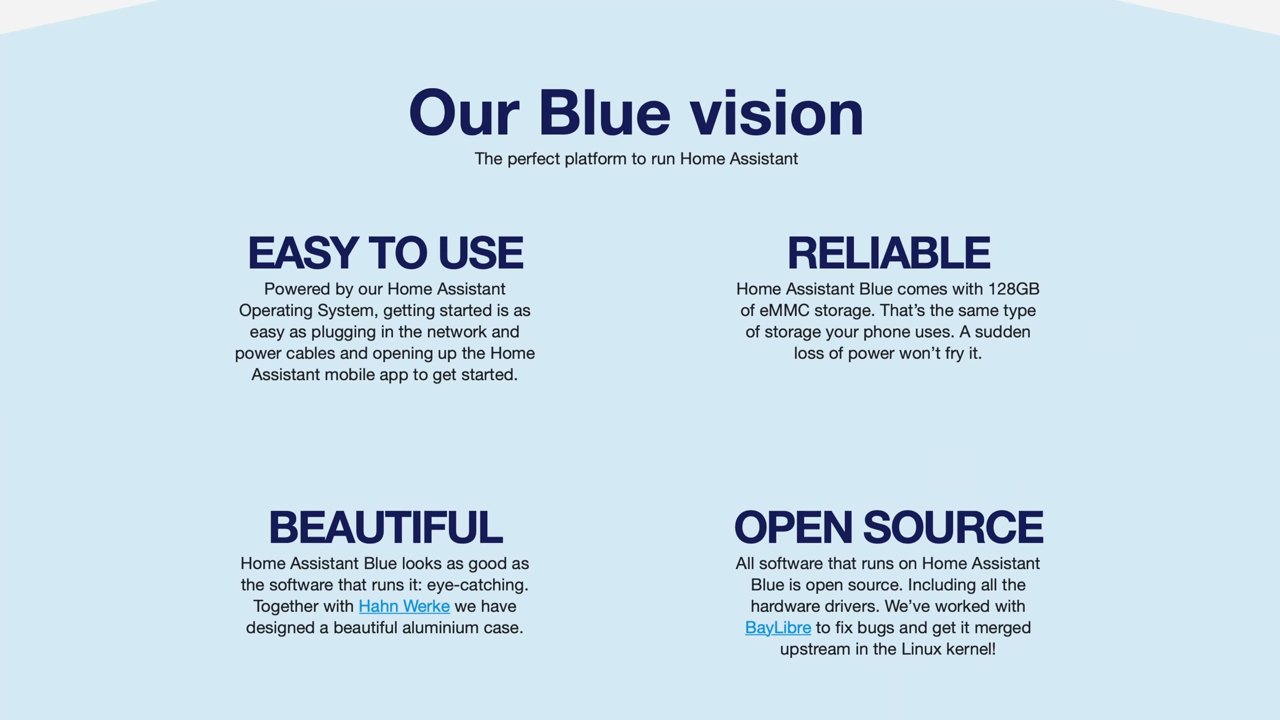 Our Blue vision
The perfect platform to run Home Assistant
EASY TO USE
Powered by our Home Assistant
Operating System, getting started is as
easy as plugging in the network and
power cables and opening up the Home
Assistant mobile app to get started.
RELIABLE
Home Assistant Blue comes with 128GB
of eMMC storage. That’s the same type
of storage your phone uses. A sudden
loss of power won’t fry it.
BEAUTIFUL
Home Assistant Blue looks as good as
the software that runs it: eye-catching.
Together with Hahn Werke we have
designed a beautiful aluminium case.
OPEN SOURCE
All software that runs on Home Assistant
Blue is open source. Including all the
hardware drivers. We’ve worked with
BayLibre to fix bugs and get it merged
upstream in the Linux kernel!